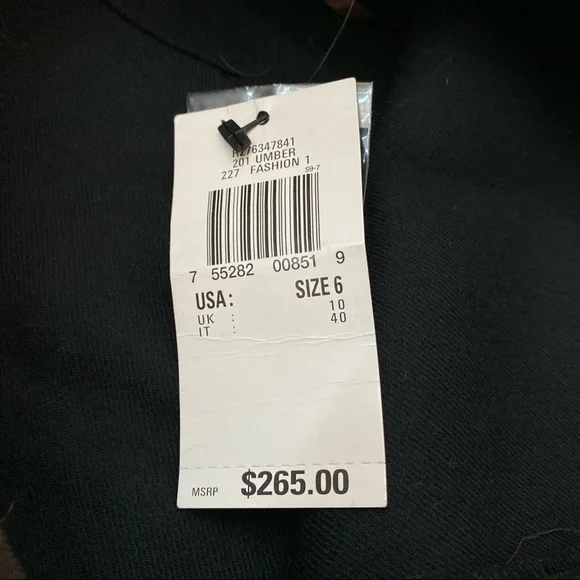 R276347841
201 UMBER
227 FASHION 1
S9-7
7 55282 00851 9
USA: SIZE 6
UK : 10
IT : 40
MSRP $265.00